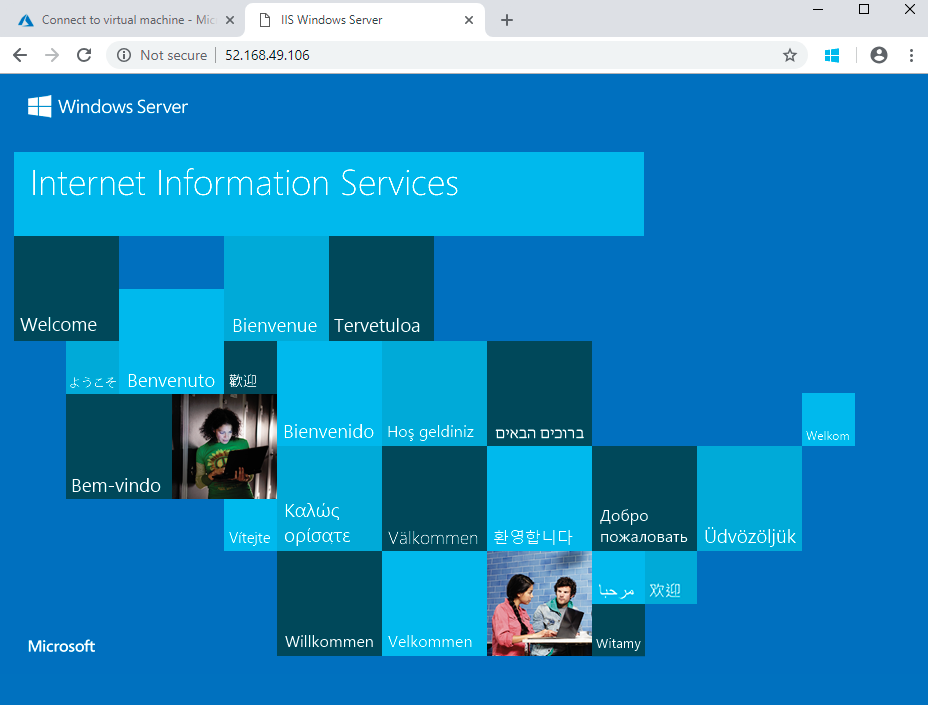 Connect to virtual machine - Mic
IIS Windows Server
Not secure
52.168.49.106
Windows Server
Internet Information Services
Welcome
Bienvenue
Tervetuloa
ようこそ
Benvenuto
歡迎
Bienvenido
Hoş geldiniz
ברוכים הבאים
Welkom
Bem-vindo
Vítejte
Καλώς
ορίσατε
Välkommen
환영합니다
Добро
пожаловать
Üdvözöljük
Willkommen
Velkommen
مرحبا
欢迎
Witamy
Microsoft